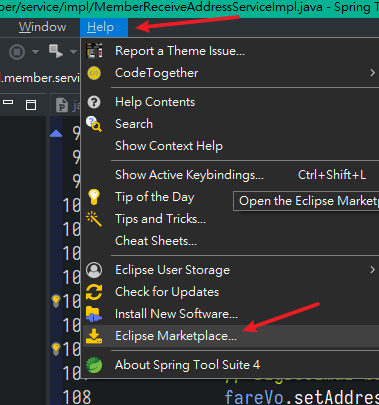 ber/service/impl/MemberReceiveAddressServiceImpl.java - Spring T
Window Help
l.member.servi
Report a Theme Issue...
CodeTogether
Help Contents
Search
Show Context Help
Show Active Keybindings... Ctrl+Shift+L
Tip of the Day
Open the Eclipse Marketp
Tips and Tricks...
Cheat Sheets...
Eclipse User Storage
Check for Updates
Install New Software...
Eclipse Marketplace...
About Spring Tool Suite 4
108 fareVo.setAddres